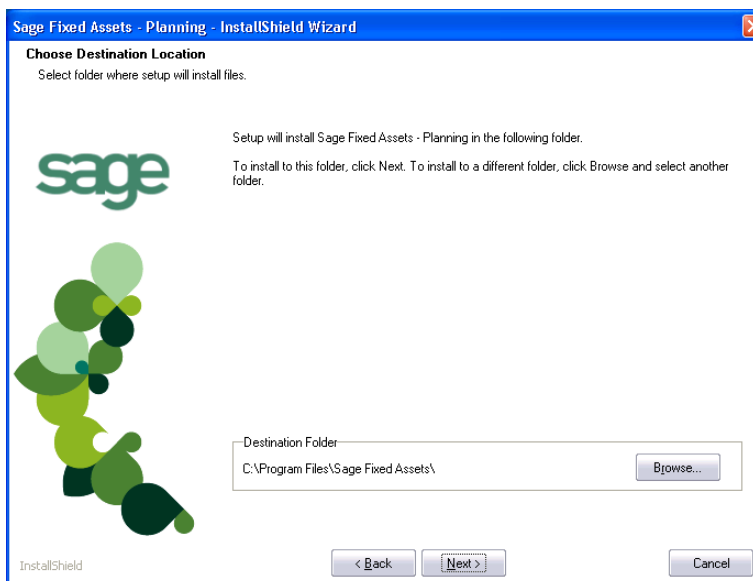 Sage Fixed Assets - Planning - InstallShield Wizard
Choose Destination Location
Select folder where setup will install files.
sage
Setup will install Sage Fixed Assets - Planning in the following folder.
To install to this folder, click Next. To install to a different folder, click Browse and select another
folder.
Destination Folder
C:\Program Files\Sage Fixed Assets\
Browse...
InstallShield
< Back
Next >
Cancel